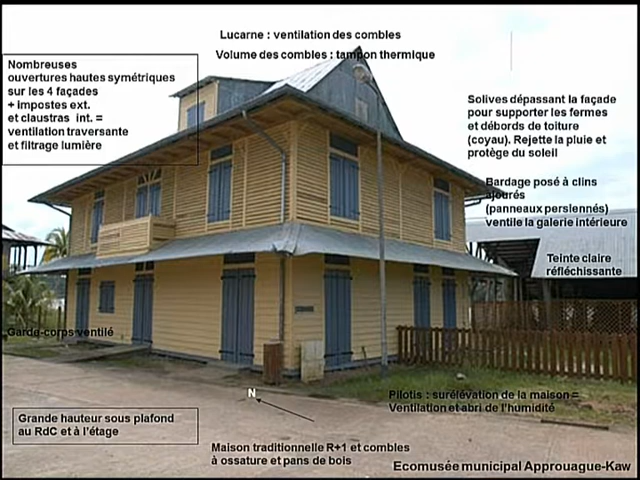 Lucarne : ventilation des combles
Volume des combles : tampon thermique
Nombreuses
ouvertures hautes symétriques
sur les 4 façades
+ impostes ext.
et claustras  int. =
ventilation traversante
et filtrage lumière
Solives dépassant la façade
pour supporter les fermes
et débords de toiture
(coyau). Rejette la pluie et
protège du soleil
Bardage posé à clins
ajourés
(panneaux persiennés)
ventile la galerie intérieure
Teinte claire
réfléchissante
Garde-corps ventilé
N
Pilotis : surélévation de la maison =
Ventilation et abri de l'humidité
Grande hauteur sous plafond
au RdC et à l'étage
Maison traditionnelle R+1 et combles
à ossature et pans de bois
Ecomusée municipal Approuague-Kaw